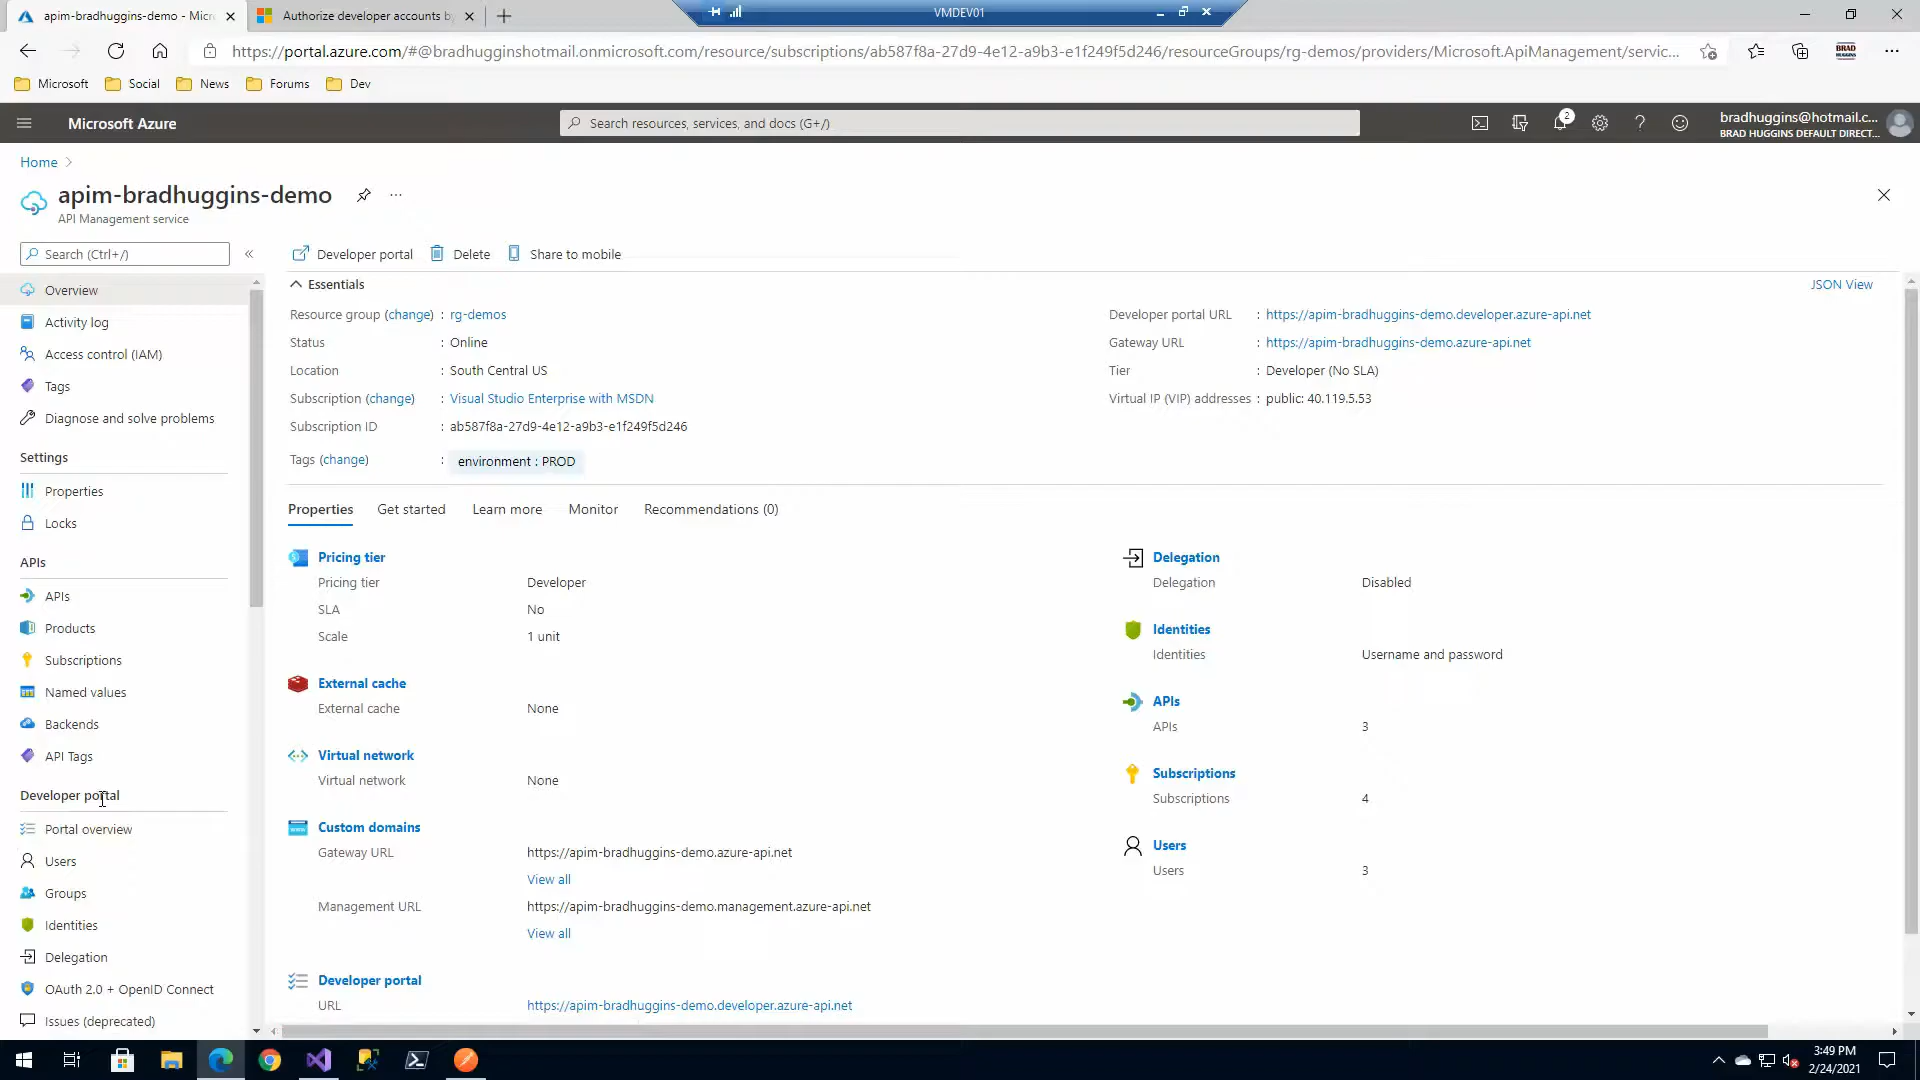 apim-bradhuggins-demo - Micr
Authorize developer accounts by
VMDEV01
https://portal.azure.com/#@bradhugginshotmail.onmicrosoft.com/resource/subscriptions/ab587f8a-27d9-4e12-a9b3-e1f249f5d246/resourceGroups/rg-demos/providers/Microsoft.ApiManagement/servic...
BRAD HUGGINS
Microsoft
Social
News
Forums
Dev
Microsoft Azure
Search resources, services, and docs (G+/)
2
bradhuggins@hotmail.c...
BRAD HUGGINS DEFAULT DIRECT...
Home
apim-bradhuggins-demo
API Management service
Search (Ctrl+/)
Developer portal
Delete
Share to mobile
Overview
Activity log
Access control (IAM)
Tags
Diagnose and solve problems
Settings
Properties
Locks
APIs
APIs
Products
Subscriptions
Named values
Backends
API Tags
Developer portal
Portal overview
Users
Groups
Identities
Delegation
OAuth 2.0 + OpenID Connect
Issues (deprecated)
Essentials
JSON View
Resource group (change) : rg-demos
Status : Online
Location : South Central US
Subscription (change) : Visual Studio Enterprise with MSDN
Subscription ID : ab587f8a-27d9-4e12-a9b3-e1f249f5d246
Tags (change) : environment : PROD
Developer portal URL : https://apim-bradhuggins-demo.developer.azure-api.net
Gateway URL : https://apim-bradhuggins-demo.azure-api.net
Tier : Developer (No SLA)
Virtual IP (VIP) addresses : public: 40.119.5.53
Properties
Get started
Learn more
Monitor
Recommendations (0)
Pricing tier
Pricing tier Developer
SLA No
Scale 1 unit
External cache
External cache None
Virtual network
Virtual network None
Custom domains
Gateway URL https://apim-bradhuggins-demo.azure-api.net
View all
Management URL https://apim-bradhuggins-demo.management.azure-api.net
View all
Developer portal
URL https://apim-bradhuggins-demo.developer.azure-api.net
Delegation
Delegation Disabled
Identities
Identities Username and password
APIs
APIs 3
Subscriptions
Subscriptions 4
Users
Users 3
3:49 PM
2/24/2021